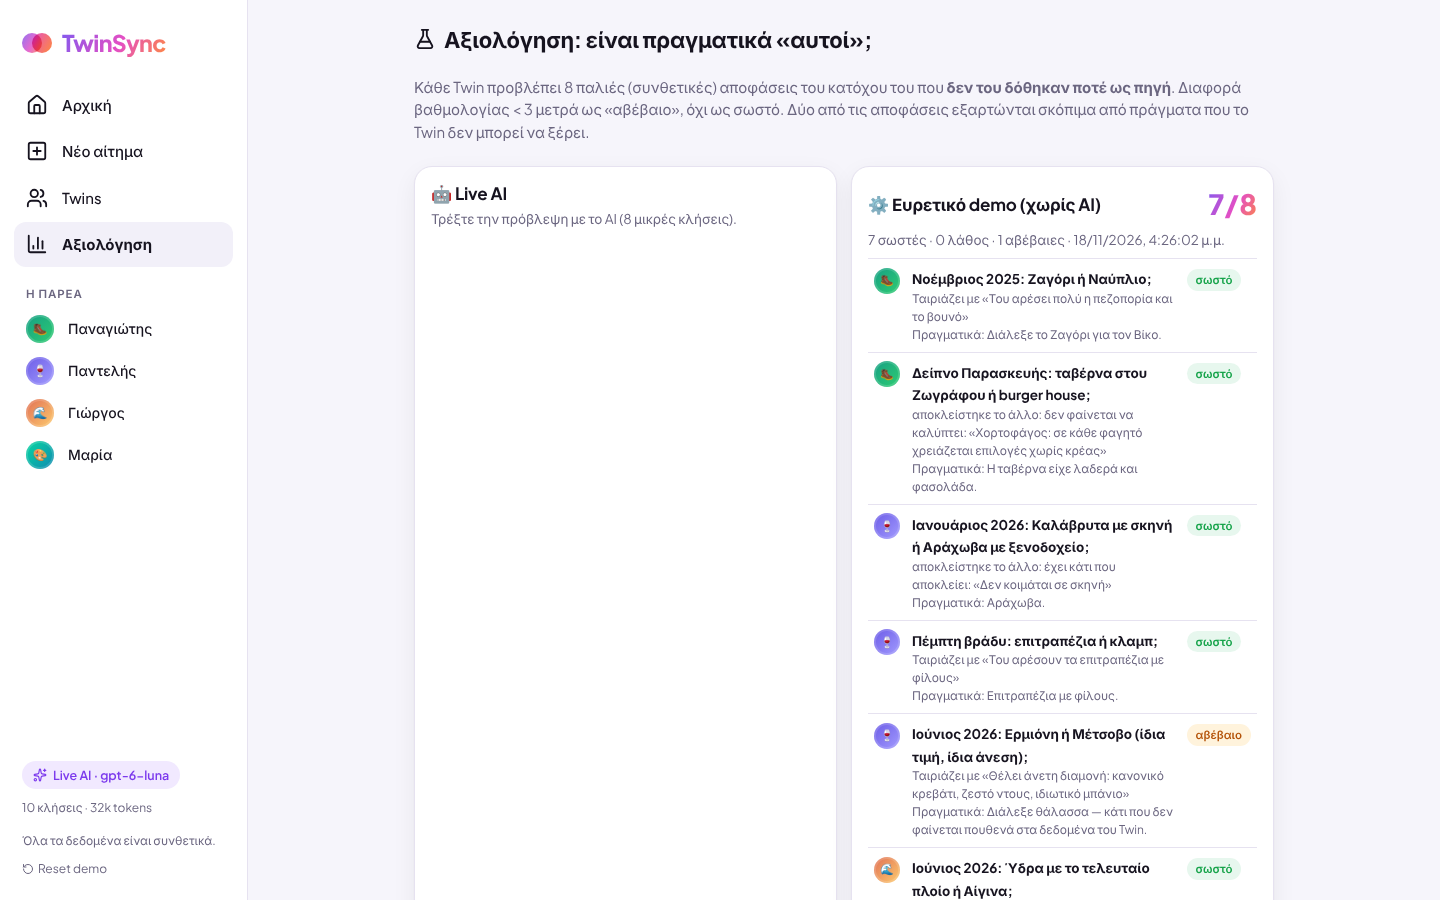 TwinSync
Αρχική
Νέο αίτημα
Twins
Αξιολόγηση
Η ΠΑΡΕΑ
Παναγιώτης
Παντελής
Γιώργος
Μαρία
Live AI · gpt-6-luna
10 κλήσεις · 32k tokens
Όλα τα δεδομένα είναι συνθετικά.
Reset demo
Αξιολόγηση: είναι πραγματικά «αυτοί»;
Κάθε Twin προβλέπει 8 παλιές (συνθετικές) αποφάσεις του κατόχου του που δεν του δόθηκαν ποτέ ως πηγή. Διαφορά
βαθμολογίας < 3 μετρά ως «αβέβαιο», όχι ως σωστό. Δύο από τις αποφάσεις εξαρτώνται σκόπιμα από πράγματα που το
Twin δεν μπορεί να ξέρει.
Live AI
Τρέξτε την πρόβλεψη με το AI (8 μικρές κλήσεις).
Ευρετικό demo (χωρίς AI)
7/8
7 σωστές · 0 λάθος · 1 αβέβαιες · 18/11/2026, 4:26:02 μ.μ.
Νοέμβριος 2025: Ζαγόρι ή Ναύπλιο;
σωστό
Ταιριάζει με «Του αρέσει πολύ η πεζοπορία και
το βουνό»
Πραγματικά: Διάλεξε το Ζαγόρι για τον Βίκο.
Δείπνο Παρασκευής: ταβέρνα στου
Ζωγράφου ή burger house;
σωστό
αποκλείστηκε το άλλο: δεν φαίνεται να
καλύπτει: «Χορτοφάγος: σε κάθε φαγητό
χρειάζεται επιλογές χωρίς κρέας»
Πραγματικά: Η ταβέρνα είχε λαδερά και
φασολάδα.
Ιανουάριος 2026: Καλάβρυτα με σκηνή
ή Αράχωβα με ξενοδοχείο;
σωστό
αποκλείστηκε το άλλο: έχει κάτι που
αποκλείει: «Δεν κοιμάται σε σκηνή»
Πραγματικά: Αράχωβα.
Πέμπτη βράδυ: επιτραπέζια ή κλαμπ;
σωστό
Ταιριάζει με «Του αρέσουν τα επιτραπέζια με
φίλους»
Πραγματικά: Επιτραπέζια με φίλους.
Ιούνιος 2026: Ερμιόνη ή Μέτσοβο (ίδια
τιμή, ίδια άνεση);
αβέβαιο
Ταιριάζει με «Θέλει άνετη διαμονή: κανονικό
κρεβάτι, ζεστό ντους, ιδιωτικό μπάνιο»
Πραγματικά: Διάλεξε θάλασσα — κάτι που δεν
φαίνεται πουθενά στα δεδομένα του Twin.
Ιούνιος 2026: Ύδρα με το τελευταίο
πλοίο ή Αίγινα;
σωστό